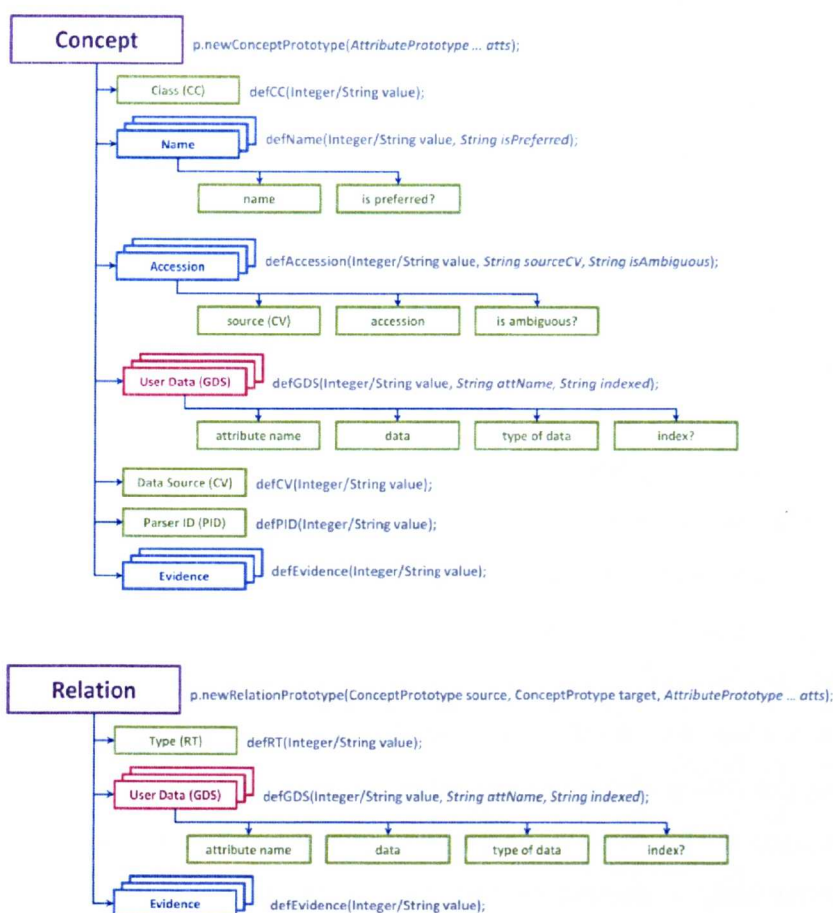 Concept p.newConceptPrototype(AttributePrototype ... atts);
Class (CC) defCC(Integer/String value);
Name defName(Integer/String value, String isPreferred);
name is preferred?
Accession defAccession(Integer/String value, String sourceCV, String isAmbiguous);
source (CV) accession is ambiguous?
User Data (GDS) defGDS(Integer/String value, String attName, String indexed);
attribute name data type of data index?
Data Source (CV) defCV(Integer/String value);
Parser ID (PID) defPID(Integer/String value);
Evidence defEvidence(Integer/String value);
Relation p.newRelationPrototype(ConceptPrototype source, ConceptProtype target, AttributePrototype ... atts);
Type (RT) defRT(Integer/String value);
User Data (GDS) defGDS(Integer/String value, String attName, String indexed);
attribute name data type of data index?
Evidence defEvidence(Integer/String value);